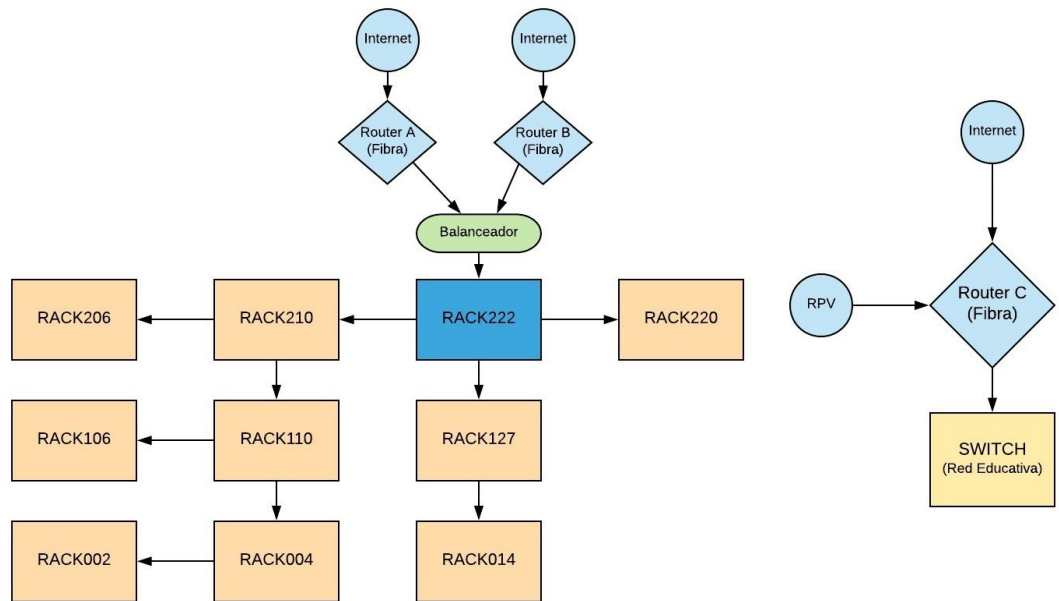 Internet
Internet
Router A
(Fibra)
Router B
(Fibra)
Balanceador
RACK206
RACK210
RACK222
RACK220
RACK106
RACK110
RACK127
RACK002
RACK004
RACK014
Internet
RPV
Router C
(Fibra)
SWITCH
(Red Educativa)